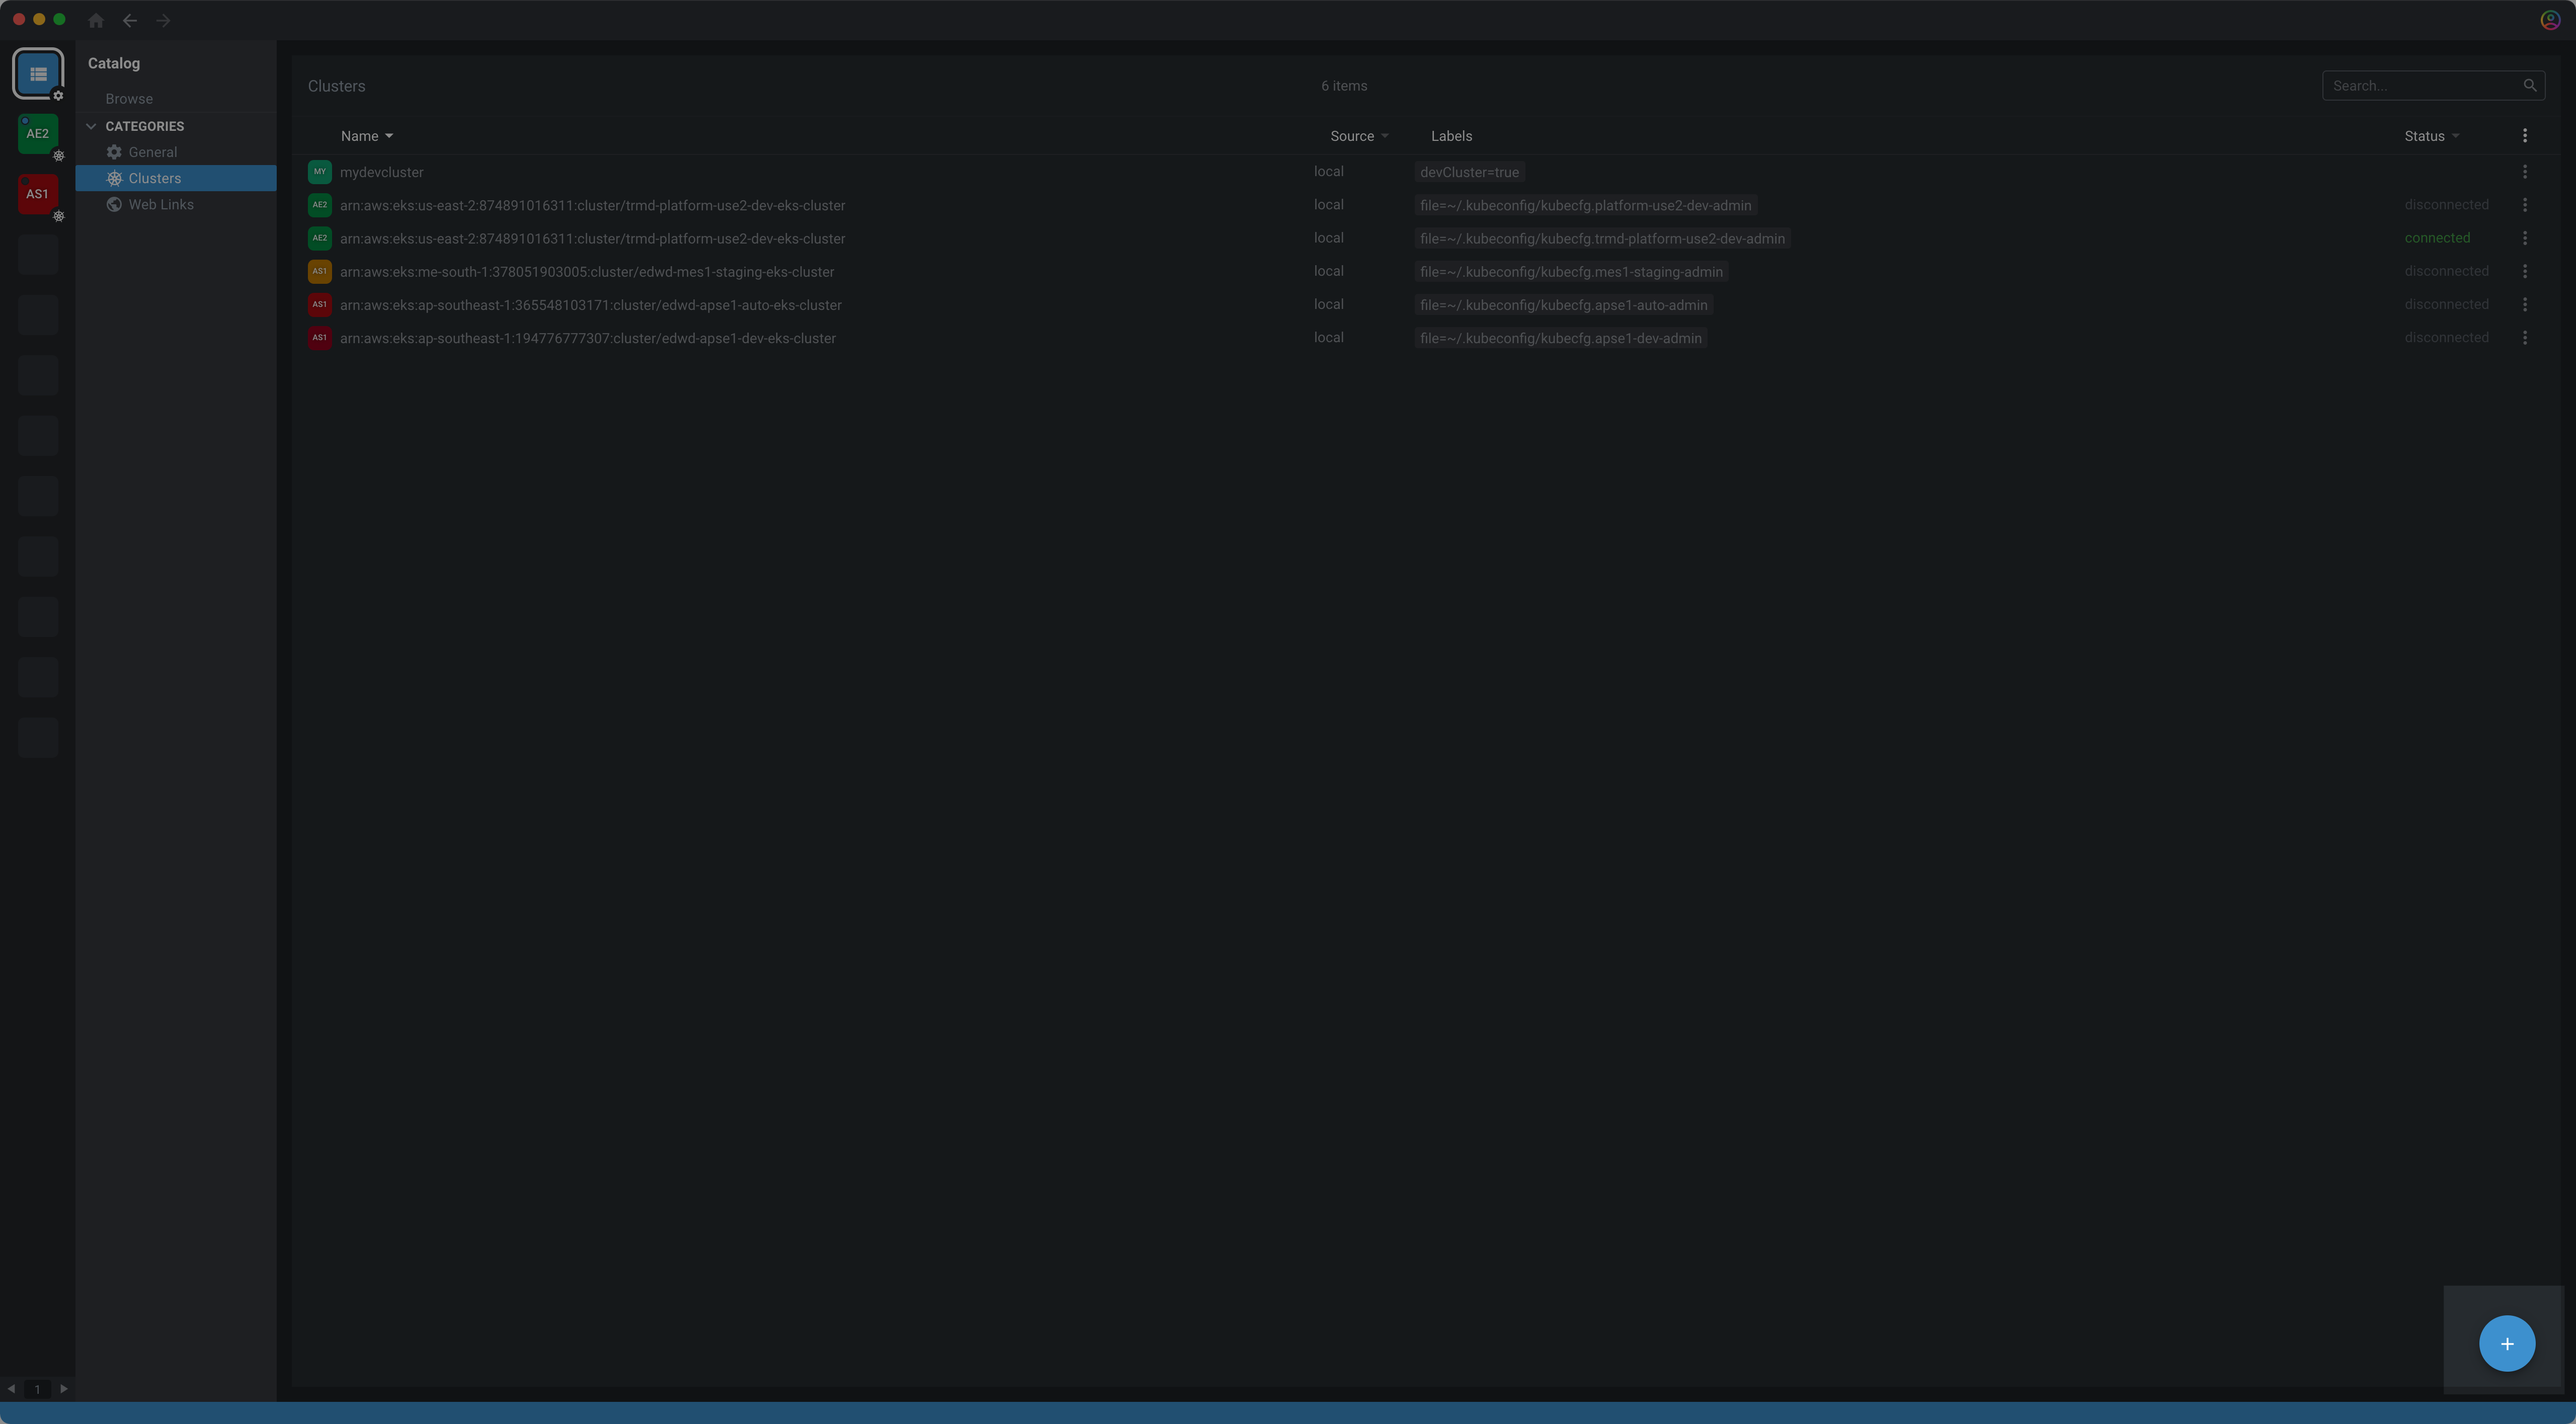 Catalog
Browse
CATEGORIES
General
Clusters
Web Links
AE2
AS1
1
Clusters 6 items Search...
Name Source Labels Status
MY mydevcluster local devCluster=true
AE2 arn:aws:eks:us-east-2:874891016311:cluster/trmd-platform-use2-dev-eks-cluster local file=~/.kubeconfig/kubecfg.platform-use2-dev-admin disconnected
AE2 arn:aws:eks:us-east-2:874891016311:cluster/trmd-platform-use2-dev-eks-cluster local file=~/.kubeconfig/kubecfg.trmd-platform-use2-dev-admin connected
AS1 arn:aws:eks:me-south-1:378051903005:cluster/edwd-mes1-staging-eks-cluster local file=~/.kubeconfig/kubecfg.mes1-staging-admin disconnected
AS1 arn:aws:eks:ap-southeast-1:365548103171:cluster/edwd-apse1-auto-eks-cluster local file=~/.kubeconfig/kubecfg.apse1-auto-admin disconnected
AS1 arn:aws:eks:ap-southeast-1:194776777307:cluster/edwd-apse1-dev-eks-cluster local file=~/.kubeconfig/kubecfg.apse1-dev-admin disconnected
+